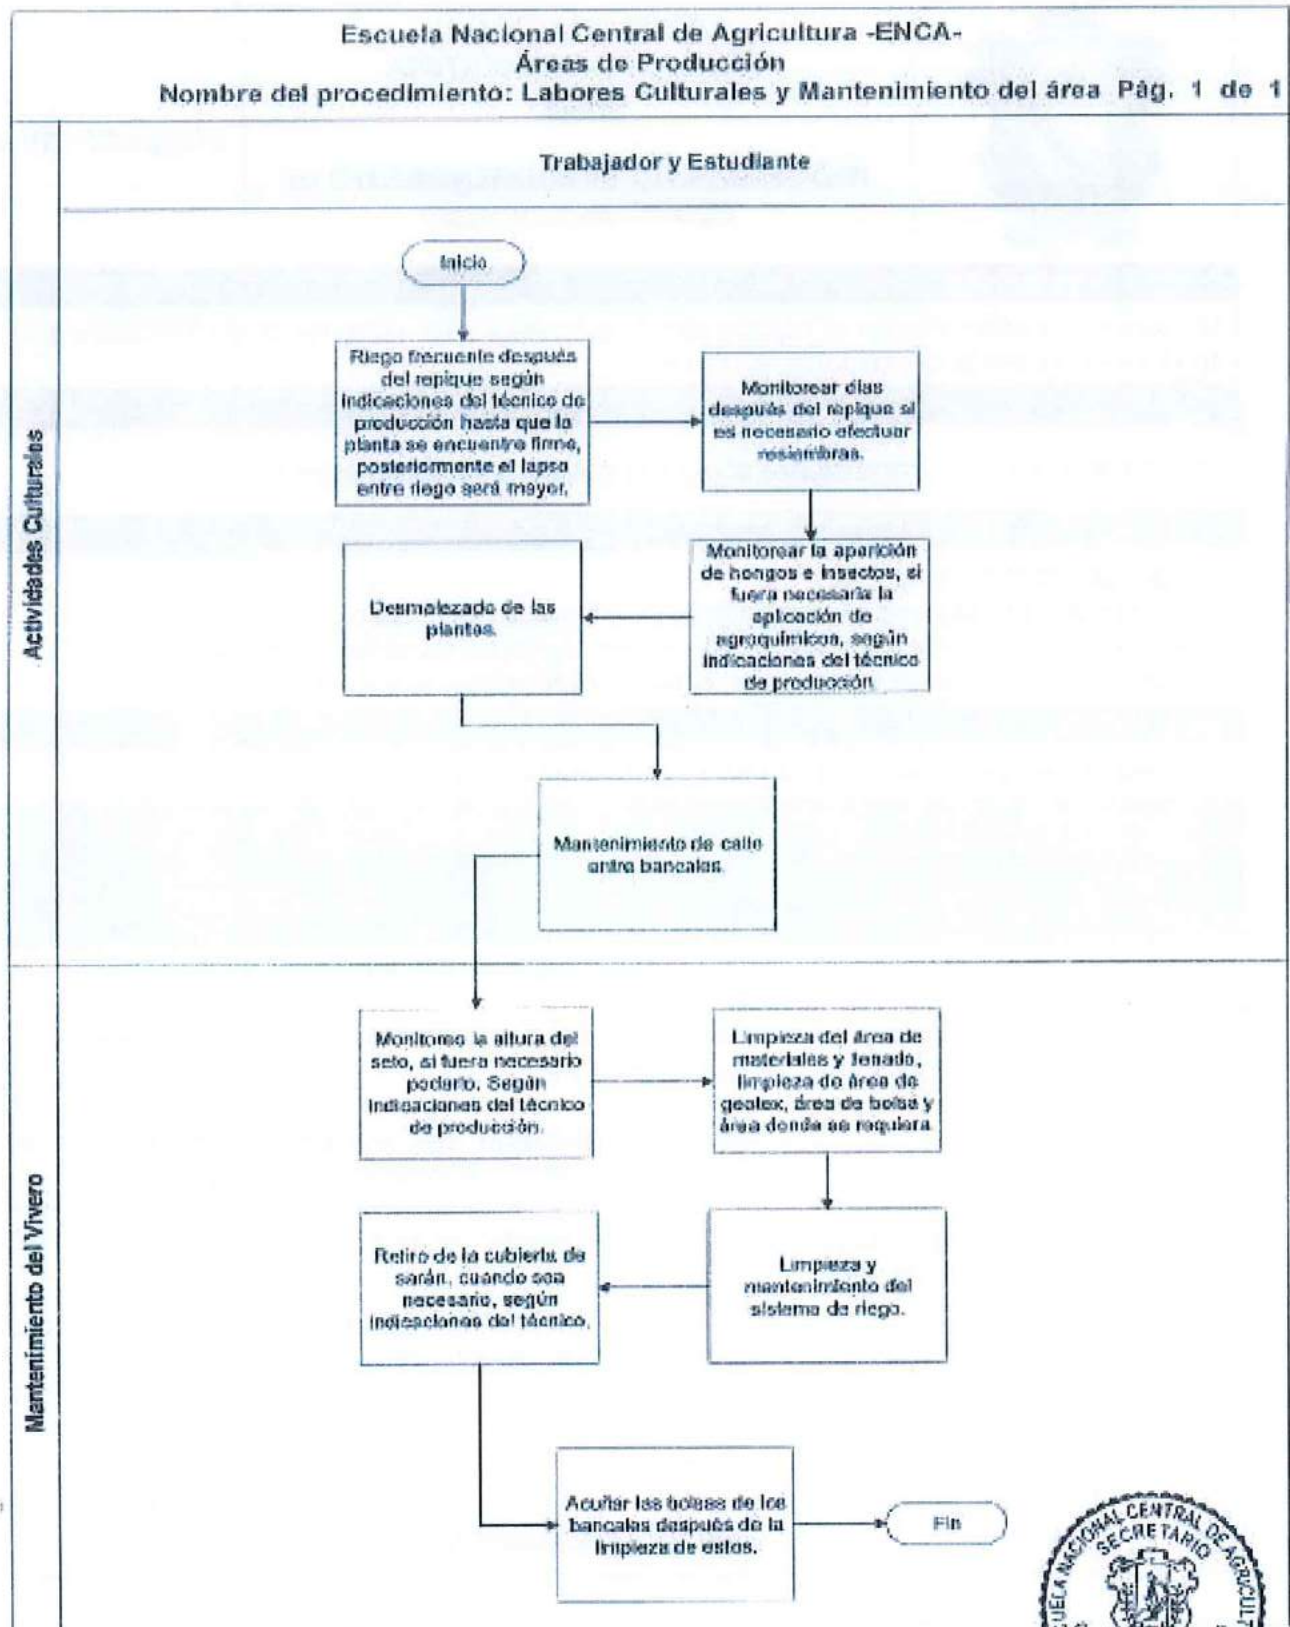 Escuela Nacional Central de Agricultura -ENCA-
Áreas de Producción
Nombre del procedimiento: Labores Culturales y Mantenimiento del área Pág. 1 de 1
Trabajador y Estudiante
Actividades Culturales
Inicio
Riego frecuente después
del repique según
indicaciones del técnico de
producción hasta que la
planta se encuentre firme,
posteriormente el lapso
entre riego será mayor.
Monitorear días
después del repique si
es necesario efectuar
resiembras.
Monitorear la aparición
de hongos e insectos, si
fuera necesaria la
aplicación de
agroquímicos, según
indicaciones del técnico
de producción.
Desmalezado de las
plantas.
Mantenimiento de calle
entre bancales.
Mantenimiento del Vivero
Monitoreo la altura del
seto, si fuera necesario
podarlo. Según
indicaciones del técnico
de producción.
Limpieza del área de
materiales y tonado,
limpieza de área de
geotex, área de bolsa y
área donde se requiera
Limpieza y
mantenimiento del
sistema de riego.
Retiro de la cubierta de
sarán, cuando sea
necesario, según
indicaciones del técnico.
Acuñar las bolsas de los
bancales después de la
limpieza de estos.
Fin
NACIONAL CENTRAL DE
SECRETARIO